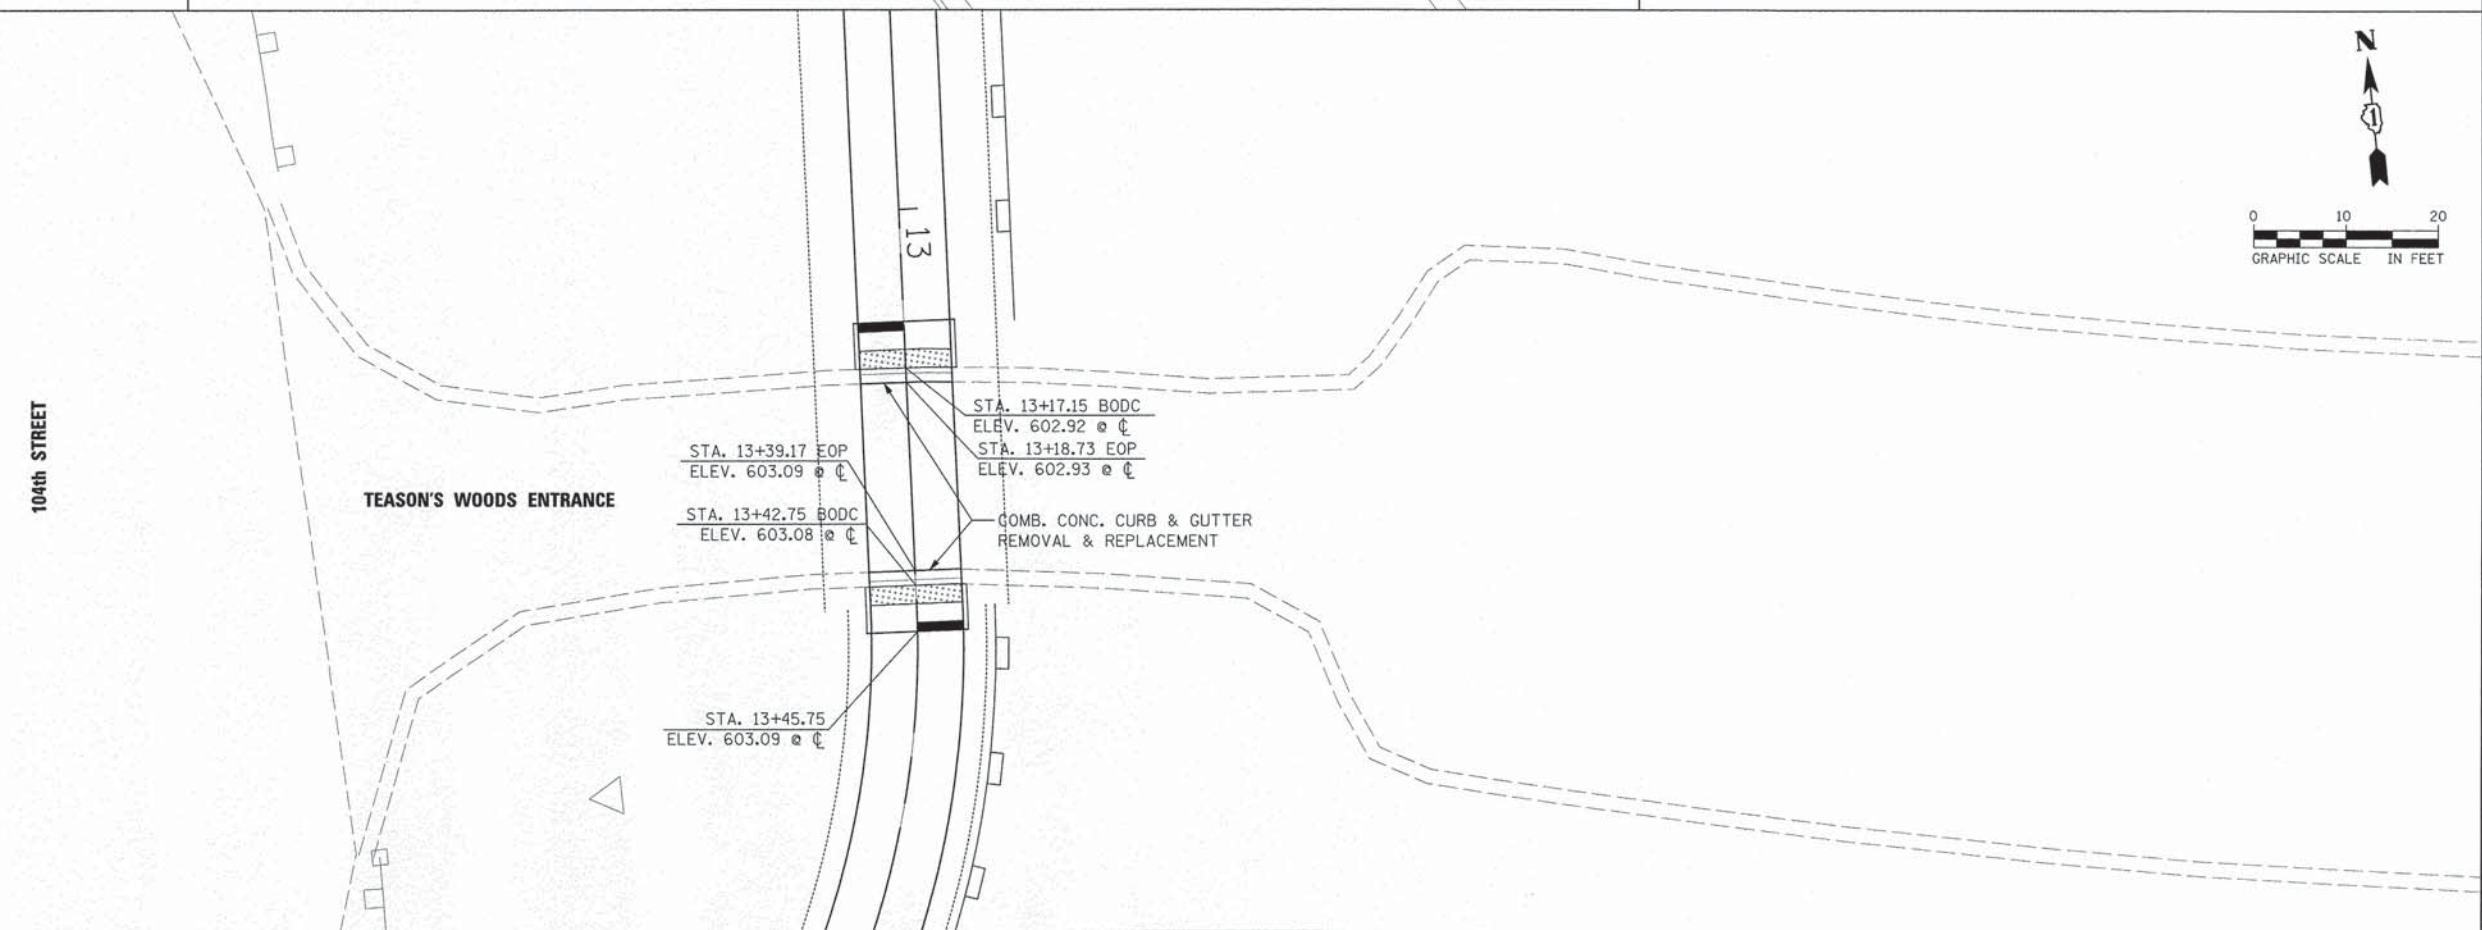 N
1
0 10 20
GRAPHIC SCALE IN FEET
13
STA. 13+17.15 BODC
ELEV. 602.92 @ ℄
STA. 13+18.73 EOP
ELEV. 602.93 @ ℄
STA. 13+39.17 EOP
ELEV. 603.09 @ ℄
104th STREET
TEASON'S WOODS ENTRANCE
STA. 13+42.75 BODC
ELEV. 603.08 @ ℄
COMB. CONC. CURB & GUTTER
REMOVAL & REPLACEMENT
STA. 13+45.75
ELEV. 603.09 @ ℄